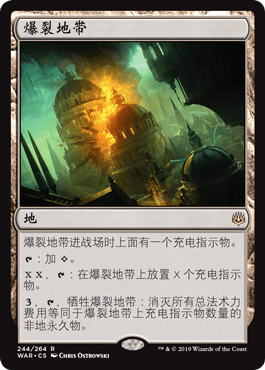 爆裂地带
地
爆裂地带进战场时上面有一个充电指示物。
：加 。
X X，：在爆裂地带上放置 X 个充电指示
物。
3，，牺牲爆裂地带：消灭所有总法术力
费用等同于爆裂地带上充电指示物数量的
非地永久物。
244/264 R
WAR • CS Chris Ostrowski
™ & © 2019 Wizards of the Coast